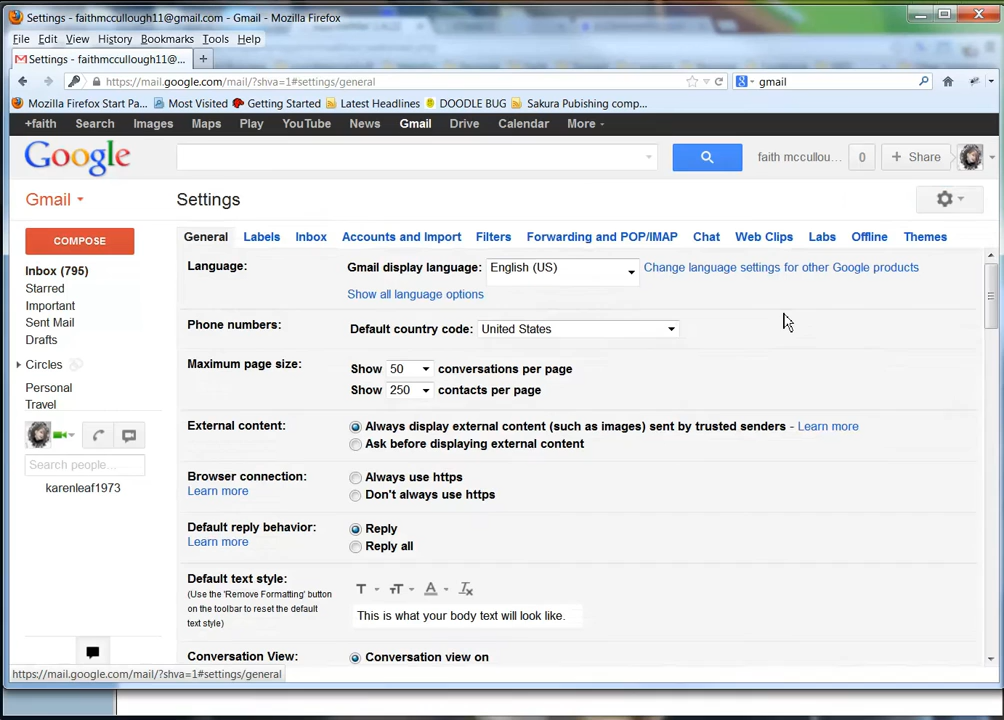 Settings - faithmccullough11@gmail.com - Gmail - Mozilla Firefox
File Edit View History Bookmarks Tools Help
Settings - faithmccullough11@gmail.com... +
https://mail.google.com/mail/?shva=1#settings/general gmail
Mozilla Firefox Start Pa... Most Visited Getting Started Latest Headlines DOODLE BUG Sakura Pubishing comp...
+faith Search Images Maps Play YouTube News Gmail Drive Calendar More
Google faith mccullou... 0 + Share
Gmail Settings
COMPOSE General Labels Inbox Accounts and Import Filters Forwarding and POP/IMAP Chat Web Clips Labs Offline Themes
Inbox (795)
Starred
Important
Sent Mail
Drafts
Circles
Personal
Travel
Search people...
karenleaf1973
Language: Gmail display language: English (US) Change language settings for other Google products
Show all language options
Phone numbers: Default country code: United States
Maximum page size: Show 50 conversations per page
Show 250 contacts per page
External content: Always display external content (such as images) sent by trusted senders - Learn more
Ask before displaying external content
Browser connection: Always use https
Learn more Don't always use https
Default reply behavior: Reply
Learn more Reply all
Default text style:
(Use the 'Remove Formatting' button
on the toolbar to reset the default
text style)
T TT A Tx
This is what your body text will look like.
Conversation View: Conversation view on
https://mail.google.com/mail/?shva=1#settings/general